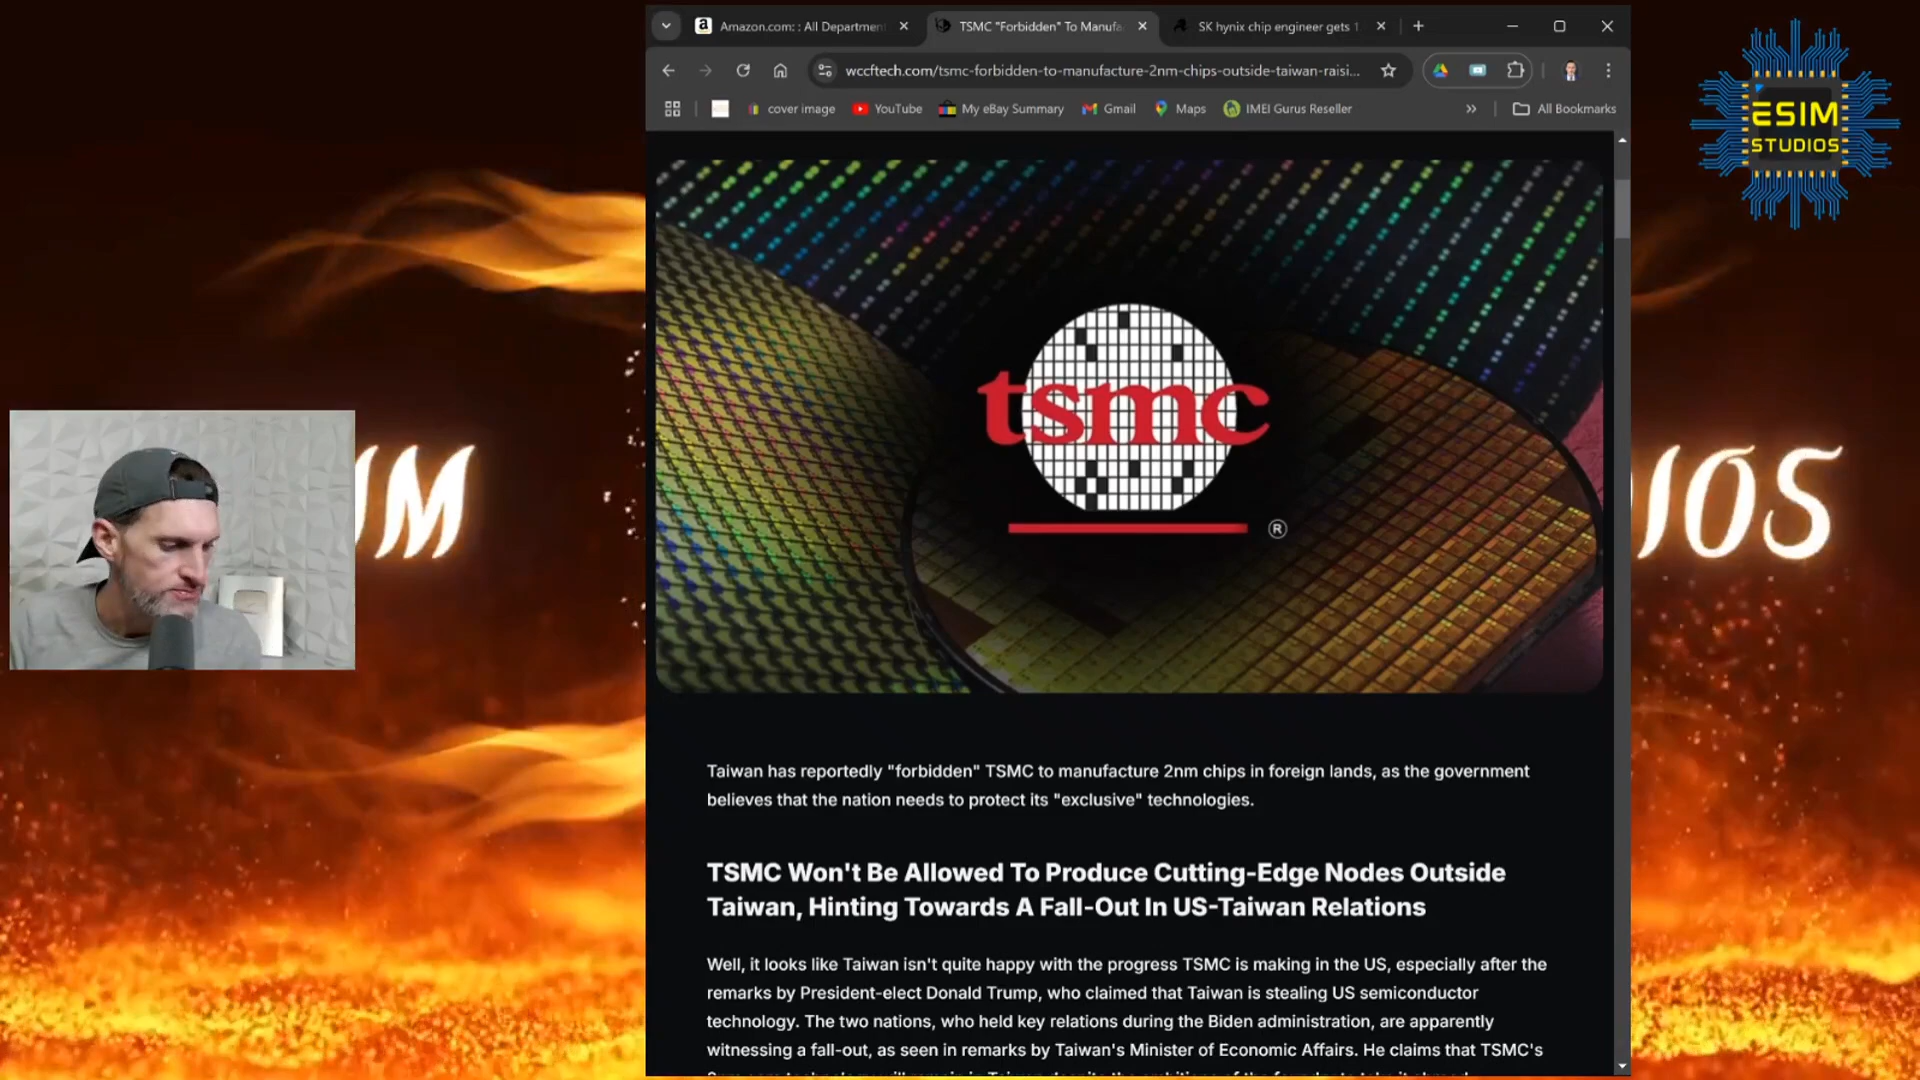 Amazon.com: : All Departmen
TSMC "Forbidden" To Manufa
SK hynix chip engineer gets 1
wccftech.com/tsmc-forbidden-to-manufacture-2nm-chips-outside-taiwan-raisi...
cover image
YouTube
My eBay Summary
Gmail
Maps
IMEI Gurus Reseller
»
All Bookmarks
ESIM
STUDIOS
tsmc
®
IM
IOS
Taiwan has reportedly "forbidden" TSMC to manufacture 2nm chips in foreign lands, as the government
believes that the nation needs to protect its "exclusive" technologies.
TSMC Won't Be Allowed To Produce Cutting-Edge Nodes Outside
Taiwan, Hinting Towards A Fall-Out In US-Taiwan Relations
Well, it looks like Taiwan isn't quite happy with the progress TSMC is making in the US, especially after the
remarks by President-elect Donald Trump, who claimed that Taiwan is stealing US semiconductor
technology. The two nations, who held key relations during the Biden administration, are apparently
witnessing a fall-out, as seen in remarks by Taiwan's Minister of Economic Affairs. He claims that TSMC's